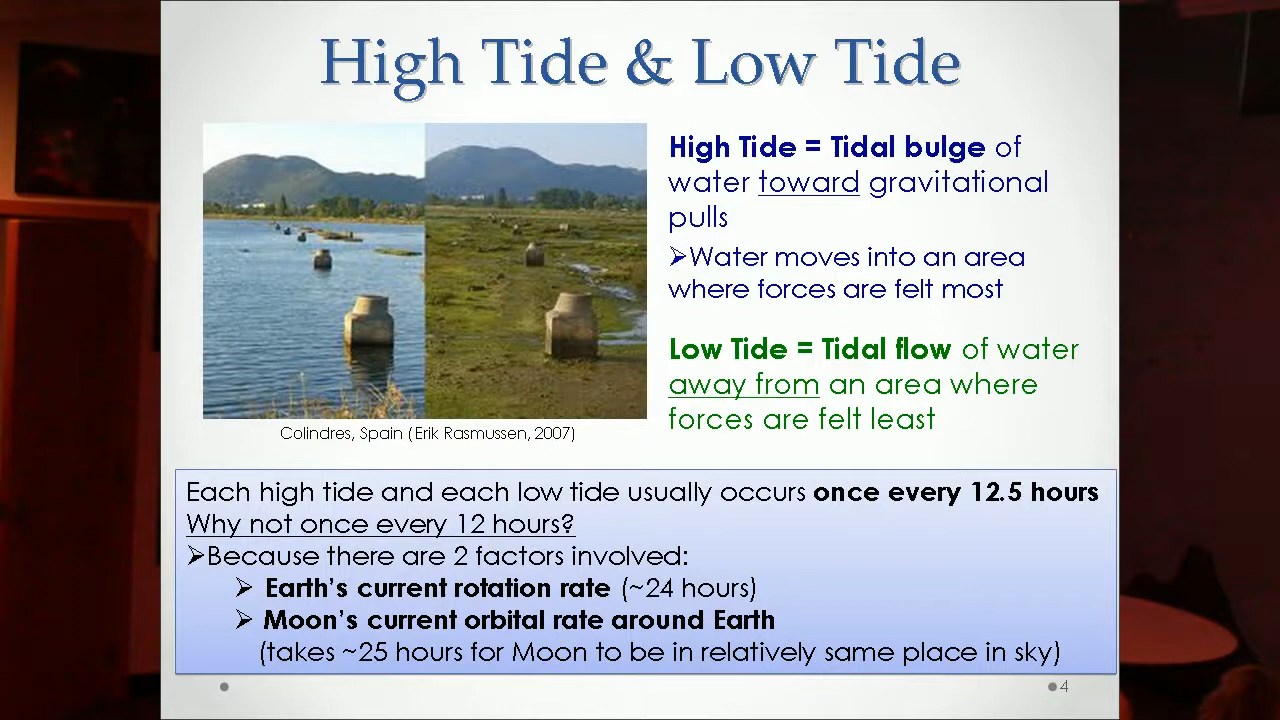 High Tide & Low Tide
High Tide = Tidal bulge of
water toward gravitational
pulls
➢Water moves into an area
where forces are felt most
Low Tide = Tidal flow of water
away from an area where
forces are felt least
Colindres, Spain (Erik Rasmussen, 2007)
Each high tide and each low tide usually occurs once every 12.5 hours
Why not once every 12 hours?
➢Because there are 2 factors involved:
➢ Earth's current rotation rate (~24 hours)
➢ Moon's current orbital rate around Earth
(takes ~25 hours for Moon to be in relatively same place in sky)
4